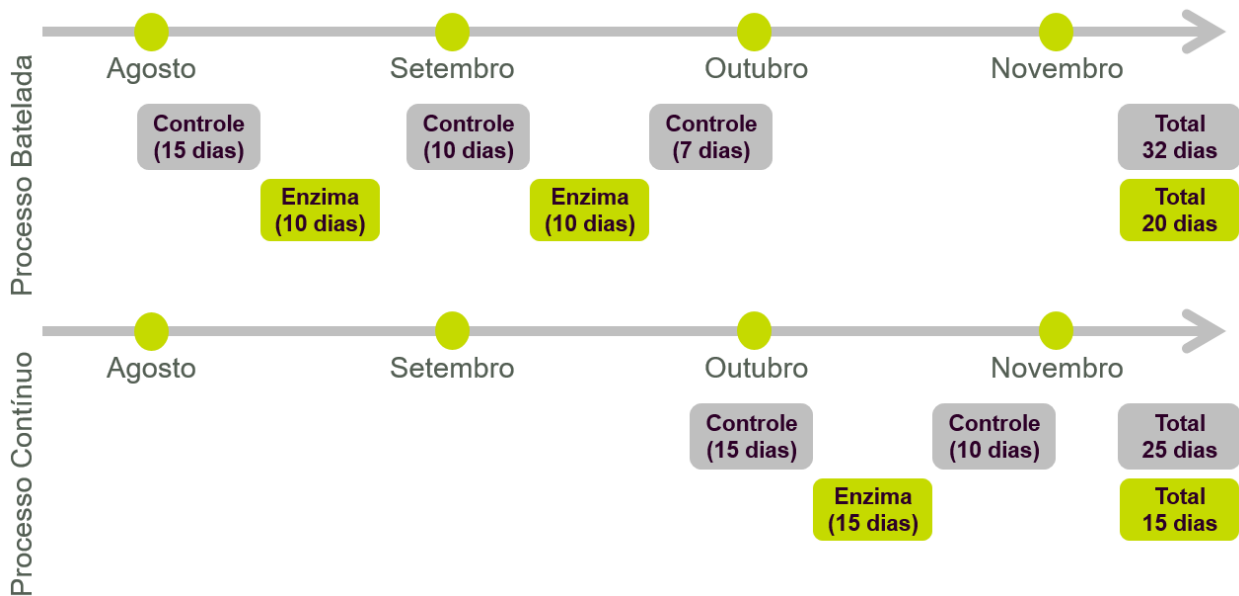 Processo Batelada
Agosto
Setembro
Outubro
Novembro
Controle
(15 dias)
Controle
(10 dias)
Controle
(7 dias)
Total
32 dias
Enzima
(10 dias)
Enzima
(10 dias)
Total
20 dias
Processo Contínuo
Agosto
Setembro
Outubro
Novembro
Controle
(15 dias)
Controle
(10 dias)
Total
25 dias
Enzima
(15 dias)
Total
15 dias